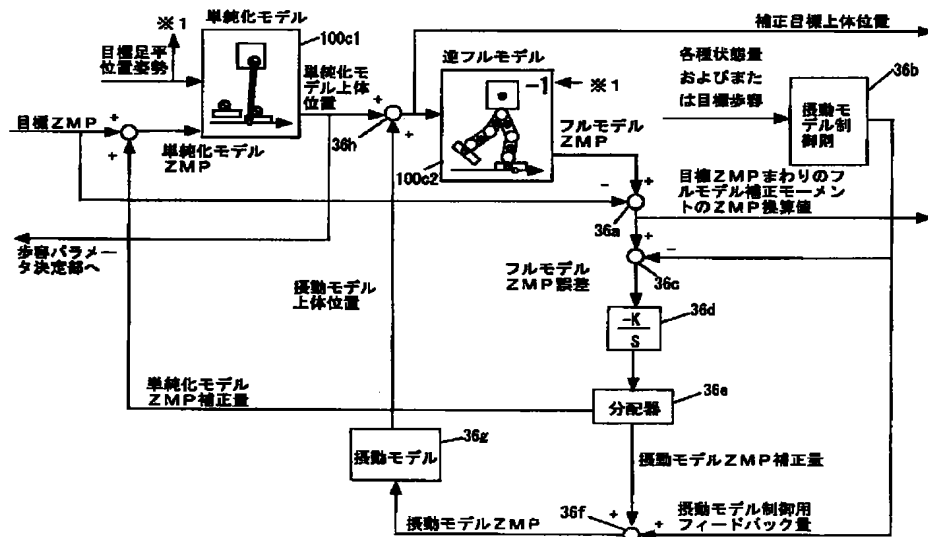 ※1
単純化モデル
100c1
補正目標上体位置
目標足平
位置姿勢
単純化モ
デル上体
位置
逆フルモデル
-1
※1
各種状態量
およびまた
は目標歩容
36b
摂動モ
デル制
御則
目標ZMP
+
+
単純化モデル
ZMP
+
+
36h
100c2
フルモデル
ZMP
-
+
36a
目標ZMPまわりのフ
ルモデル補正モーメン
トのZMP換算値
歩容パラメー
タ決定部へ
摂動モデル
上体位置
フルモデル
ZMP誤差
+
-
36c
-K
S
36d
単純化モデル
ZMP補正量
分配器
36e
摂動モデル
36g
摂動モデルZMP補正量
摂動モデルZMP
36f
+
+
摂動モデル制御用
フィードバック量